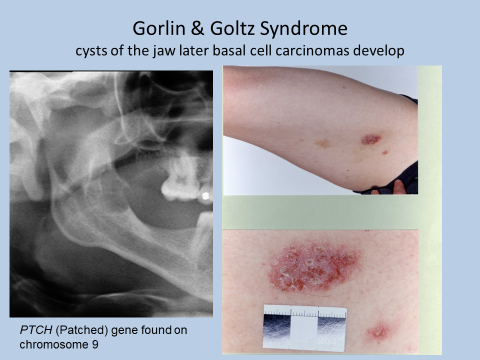 Gorlin & Goltz Syndrome
cysts of the jaw later basal cell carcinomas develop
PTCH (Patched) gene found on
chromosome 9